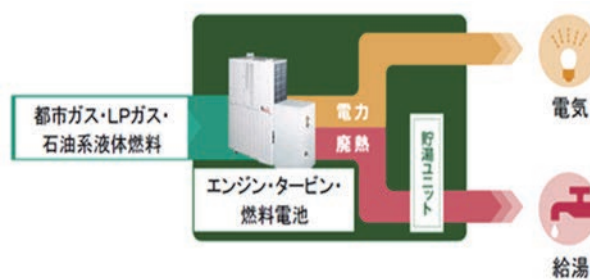 都市ガス・LPガス・
石油系液体燃料
電力
廃熱
エンジン・タービン・
燃料電池
貯湯ユニット
電気
給湯